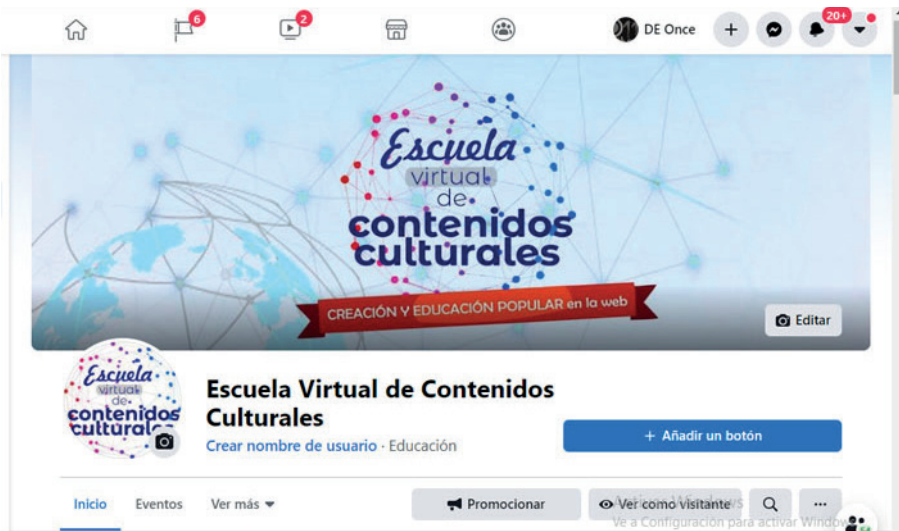 6
2
DE Once
20+
Escuela
virtual
de
contenidos
culturales
CREACIÓN Y EDUCACIÓN POPULAR en la web
Editar
Escuela
virtual
de
contenidos
culturales
Escuela Virtual de Contenidos
Culturales
Crear nombre de usuario · Educación
+ Añadir un botón
Inicio Eventos Ver más
Promocionar
Ver como visitante
Activar Windows
Ve a Configuración para activar Windows